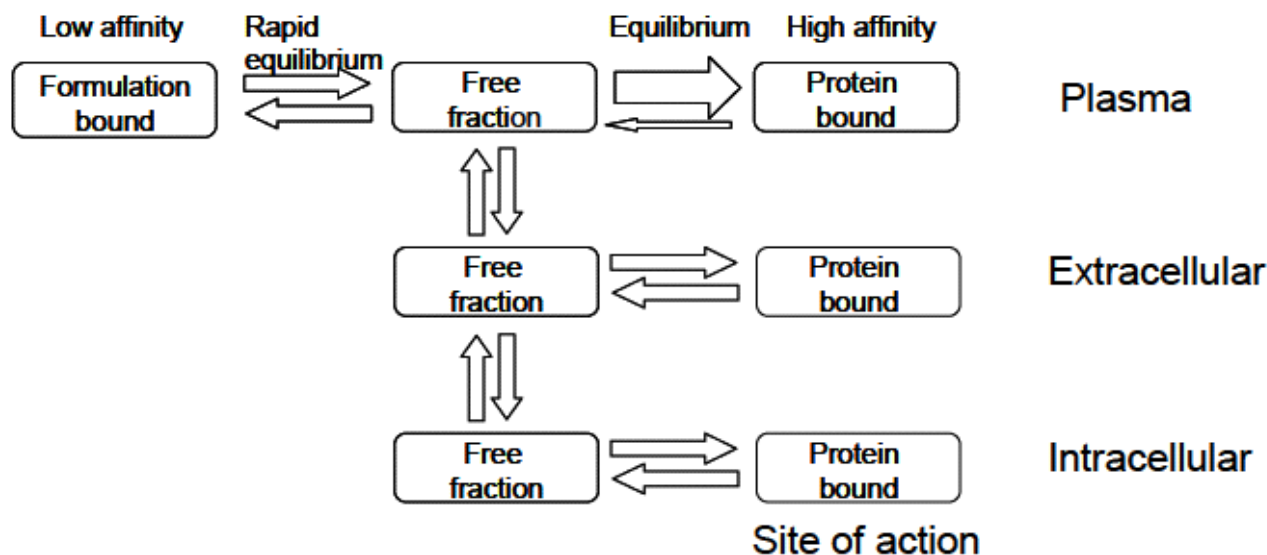 Low affinity
Rapid
equilibrium
Equilibrium
High affinity
Formulation
bound
Free
fraction
Protein
bound
Plasma
Free
fraction
Protein
bound
Extracellular
Free
fraction
Protein
bound
Intracellular
Site of action